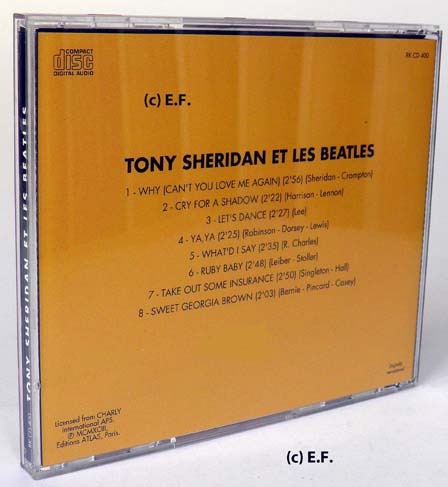 COMPACT
disc
DIGITAL AUDIO
RK CD 400
(c) E.F.
TONY SHERIDAN ET LES BEATLES
1 - WHY (CAN'T YOU LOVE ME AGAIN) (2'56) (Sheridan - Crompton)
2 - CRY FOR A SHADOW (2'22) (Harrison - Lennon)
3 - LET'S DANCE (2'27) (Lee)
4 - YA,YA (2'25) (Robinson - Dorsey - Lewis)
5 - WHAT'D I SAY (2'35) (R. Charles)
6 - RUBY BABY (2'48) (Leiber - Stoller)
7 - TAKE OUT SOME INSURANCE (2'50) (Singleton - Hall)
8 - SWEET GEORGIA BROWN (2'03) (Bernie - Pincard - Casey)
Licensed from: CHARLY
International APS.
℗ MCMXCIII,
Editions ATLAS, Paris.
TONY SHERIDAN ET LES BEATLES
(c) E.F.